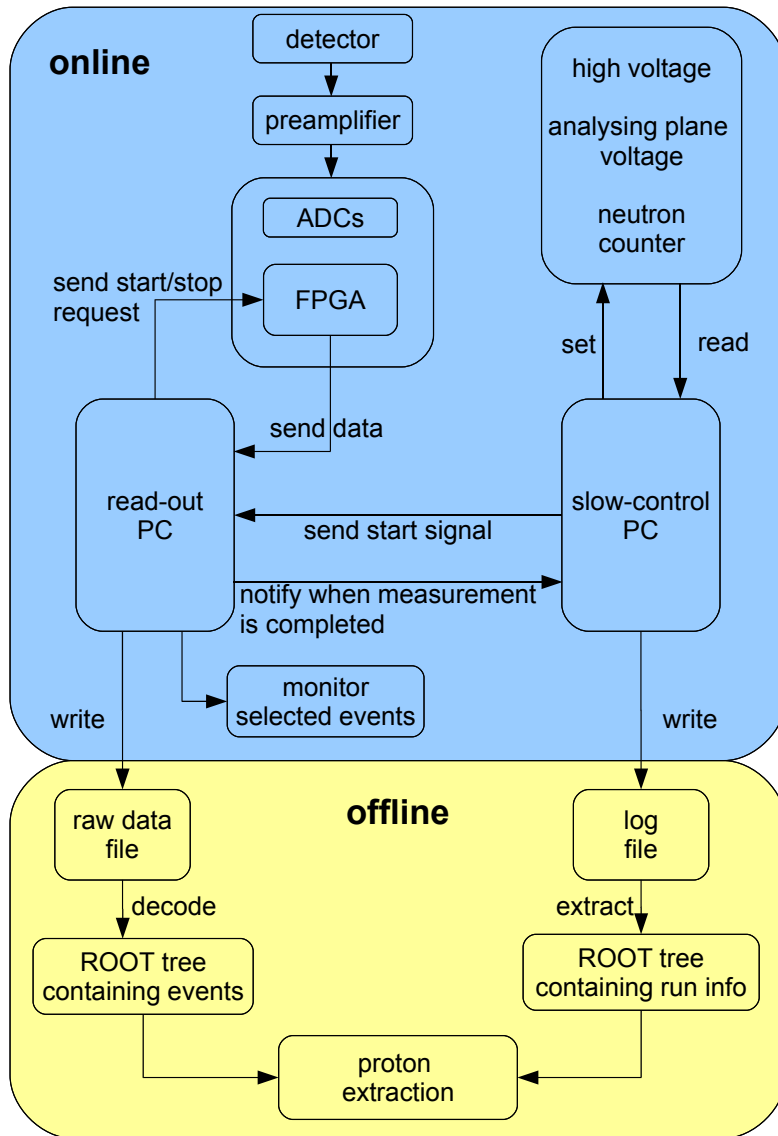 online
detector
preamplifier
ADCs
FPGA
send start/stop
request
high voltage
analysing plane
voltage
neutron
counter
set
read
send data
read-out
PC
slow-control
PC
send start signal
notify when measurement
is completed
monitor
selected events
write
write
offline
raw data
file
log
file
decode
extract
ROOT tree
containing events
ROOT tree
containing run info
proton
extraction